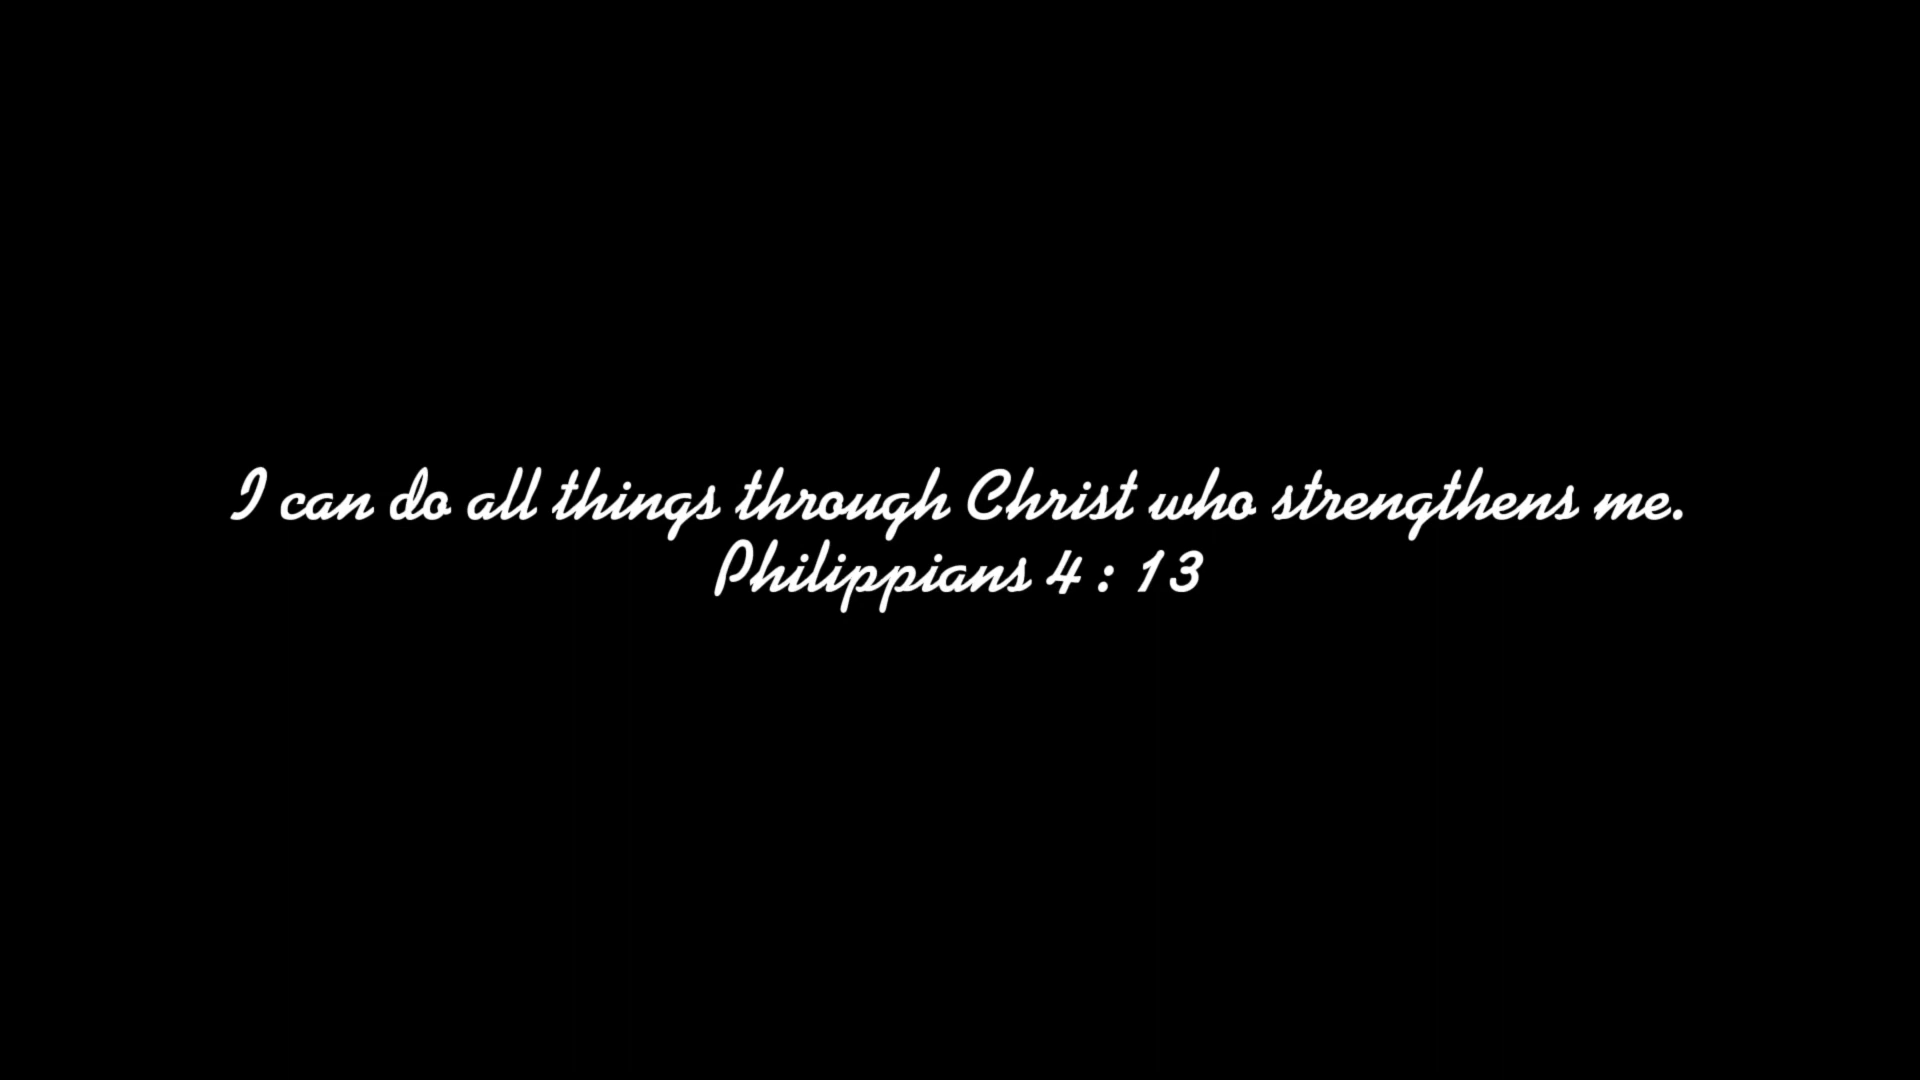 I can do all things through Christ who strengthens me.
Philippians 4 : 13